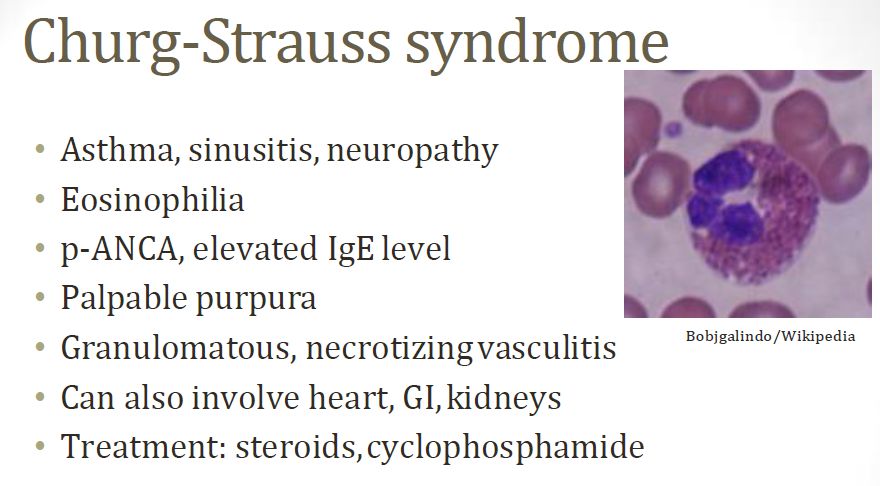 Churg-Strauss syndrome
• Asthma, sinusitis, neuropathy
• Eosinophilia
• p-ANCA, elevated IgE level
• Palpable purpura
• Granulomatous, necrotizing vasculitis
• Can also involve heart, GI, kidneys
• Treatment: steroids, cyclophosphamide
Bobjgalindo/Wikipedia